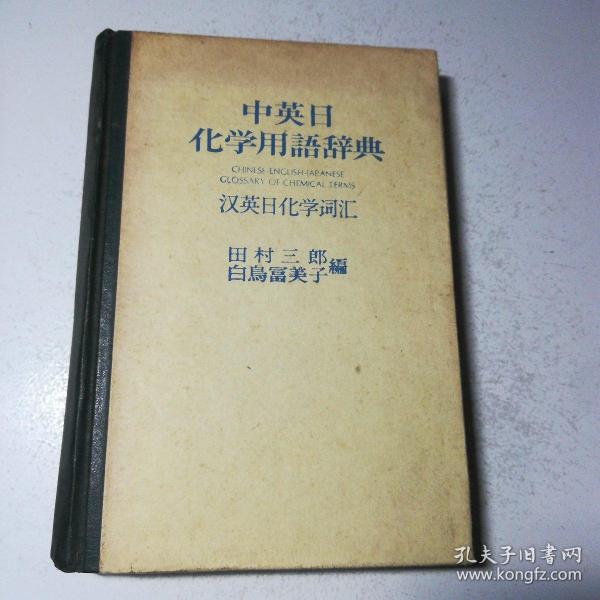 中英日
化学用語辞典
CHINESE-ENGLISH-JAPANESE
GLOSSARY OF CHEMICAL TERMS
汉英日化学词汇
田村三郎
白鳥冨美子
編
孔夫子旧书网
www.kongfz.com